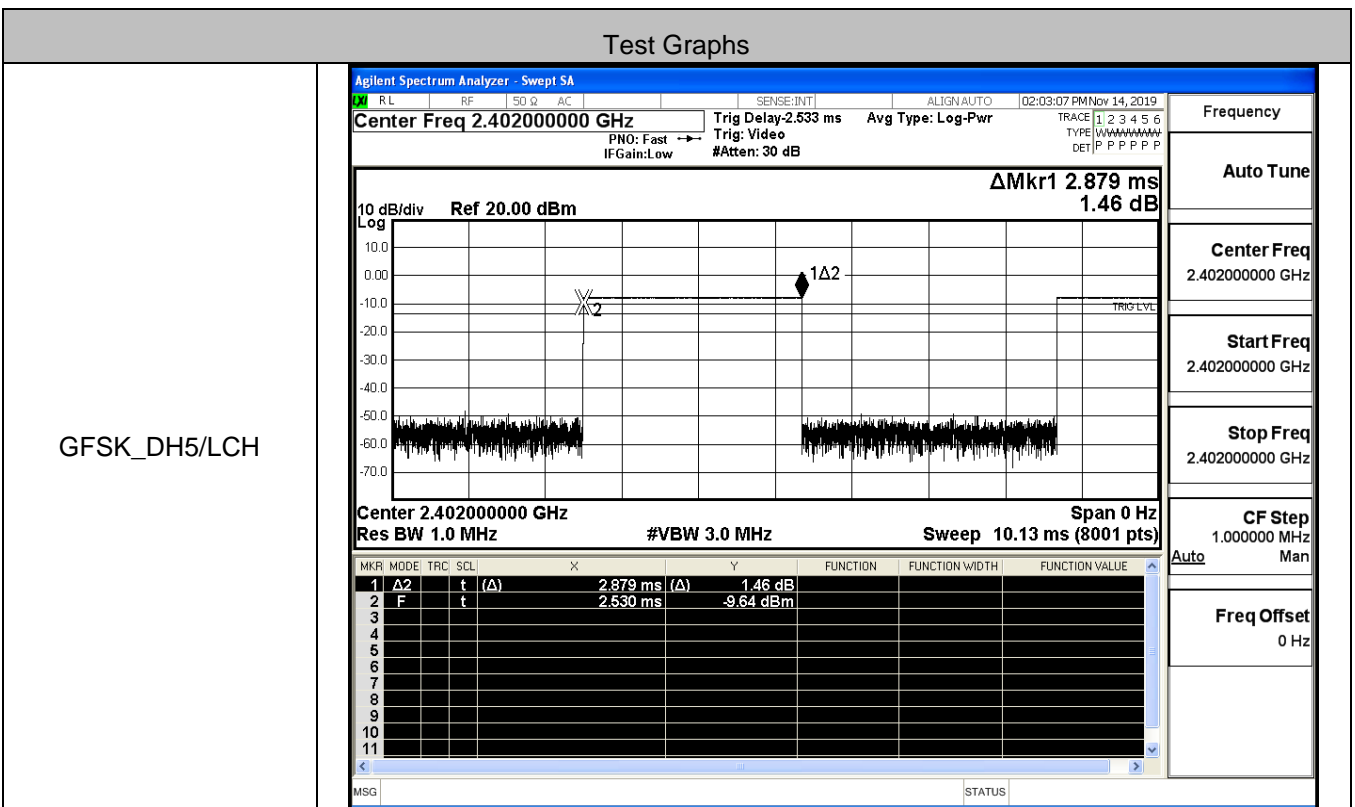 Test Graphs
GFSK_DH5/LCH
Agilent Spectrum Analyzer - Swept SA
LXI RL RF 50 Ω AC SENSE:INT ALIGN AUTO 02:03:07 PM Nov 14, 2019
Center Freq 2.402000000 GHz
PNO: Fast
IFGain:Low
Trig Delay-2.533 ms
Trig: Video
#Atten: 30 dB
Avg Type: Log-Pwr
TRACE 1 2 3 4 5 6
TYPE WWWWWW
DET P P P P P P
ΔMkr1 2.879 ms
1.46 dB
10 dB/div Ref 20.00 dBm
Log
10.0
0.00
-10.0
-20.0
-30.0
-40.0
-50.0
-60.0
-70.0
1Δ2
2
TRIG LVL
Center 2.402000000 GHz Span 0 Hz
Res BW 1.0 MHz #VBW 3.0 MHz Sweep 10.13 ms (8001 pts)
MKR MODE TRC SCL X Y FUNCTION FUNCTION WIDTH FUNCTION VALUE
1 Δ2 t (Δ) 2.879 ms (Δ) 1.46 dB
2 F t 2.530 ms -9.64 dBm
3
4
5
6
7
8
9
10
11
MSG STATUS
Frequency
Auto Tune
Center Freq
2.402000000 GHz
Start Freq
2.402000000 GHz
Stop Freq
2.402000000 GHz
CF Step
1.000000 MHz
Auto Man
Freq Offset
0 Hz